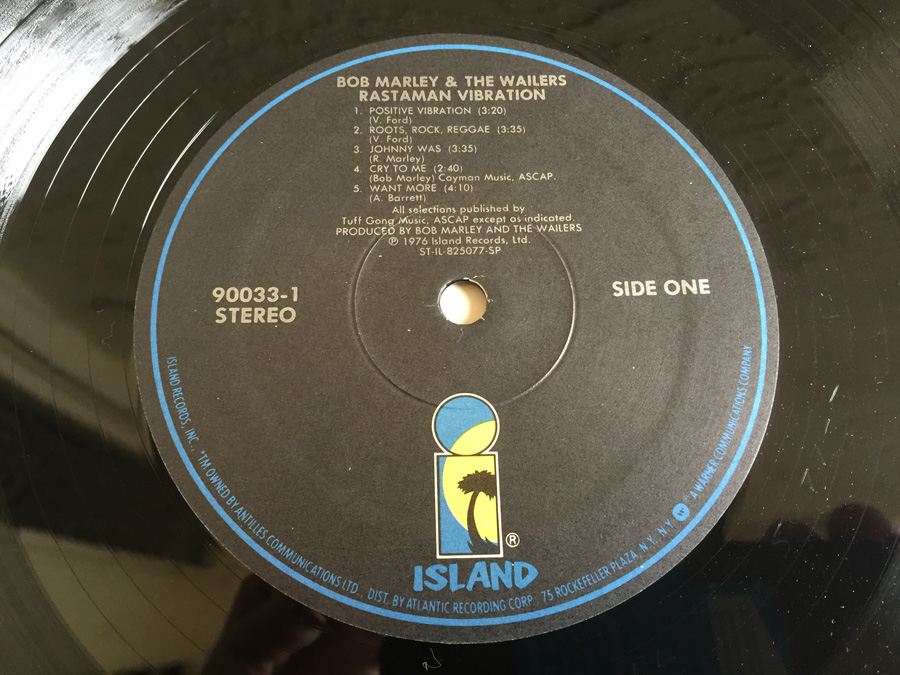 BOB MARLEY & THE WAILERS
RASTAMAN VIBRATION
1. POSITIVE VIBRATION (3:20)
(V. Ford)
2. ROOTS, ROCK, REGGAE (3:35)
(V. Ford)
3. JOHNNY WAS (3:35)
(R. Marley)
4. CRY TO ME (2:40)
(Bob Marley) Cayman Music, ASCAP.
5. WANT MORE (4:10)
(A. Barrett)
All selections published by
Tuff Gong Music, ASCAP except as indicated.
PRODUCED BY BOB MARLEY AND THE WAILERS
℗ 1976 Island Records, Ltd.
ST-IL-825077-SP
90033-1
STEREO
SIDE ONE
®
ISLAND
ISLAND RECORDS, INC., *TM OWNED BY ANTILLES COMMUNICATIONS LTD., DIST. BY ATLANTIC RECORDING CORP., 75 ROCKEFELLER PLAZA, N.Y., N.Y. A WARNER COMMUNICATIONS COMPANY